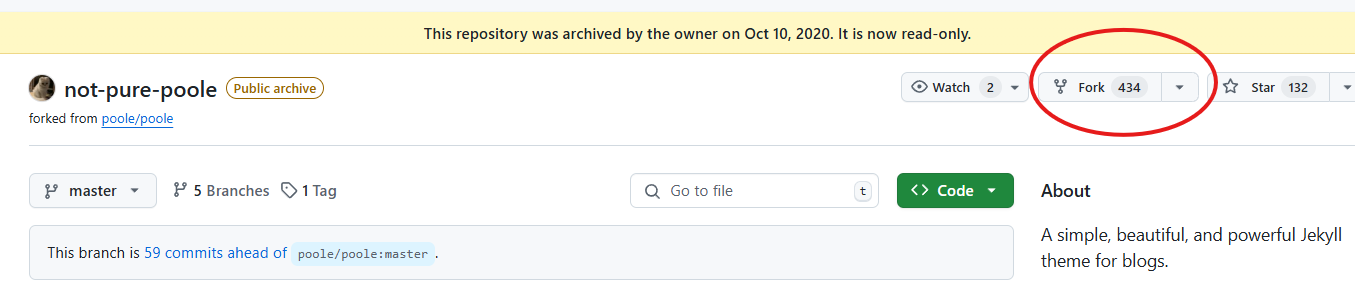 This repository was archived by the owner on Oct 10, 2020. It is now read-only.
not-pure-poole Public archive
Watch 2 Fork 434 Star 132
forked from poole/poole
master 5 Branches 1 Tag Go to file t Code About
This branch is 59 commits ahead of poole/poole:master.
A simple, beautiful, and powerful Jekyll
theme for blogs.